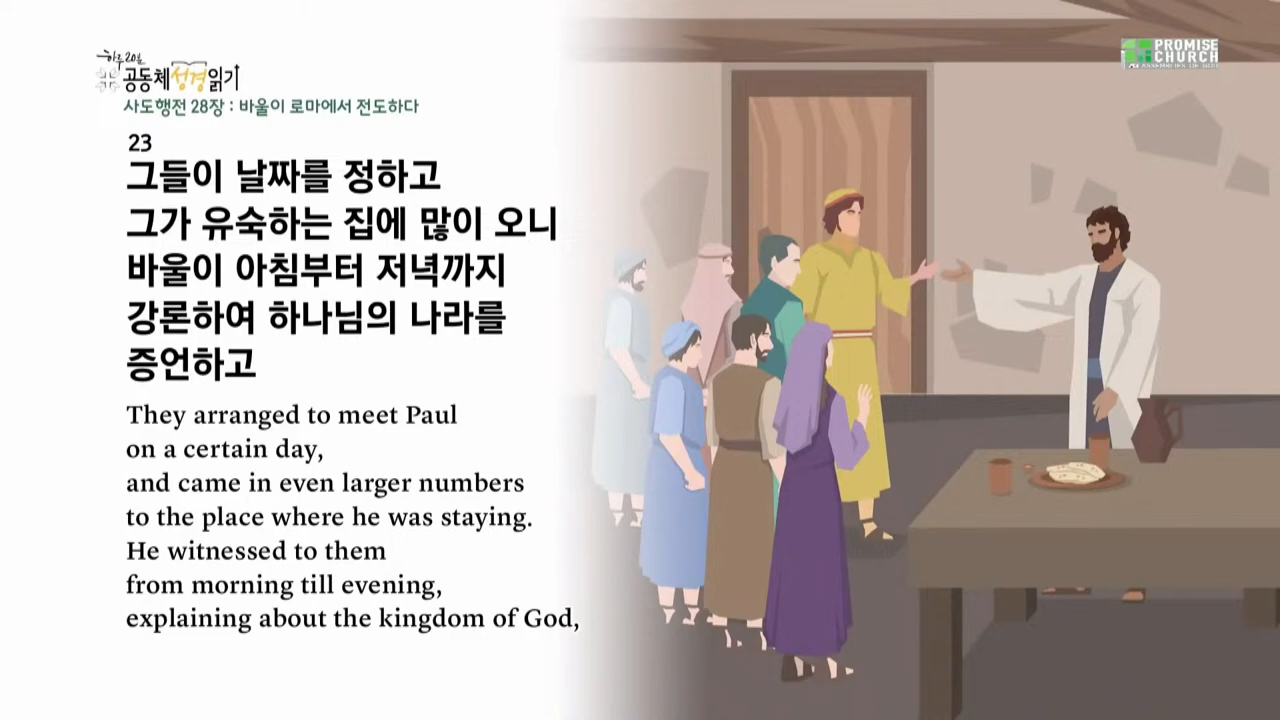 하루 20분
공동체성경읽기
사도행전 28장 : 바울이 로마에서 전도하다
23
그들이 날짜를 정하고
그가 유숙하는 집에 많이 오니
바울이 아침부터 저녁까지
강론하여 하나님의 나라를
증언하고
They arranged to meet Paul
on a certain day,
and came in even larger numbers
to the place where he was staying.
He witnessed to them
from morning till evening,
explaining about the kingdom of God,
PROMISE
CHURCH
ASSEMBLIES OF GOD